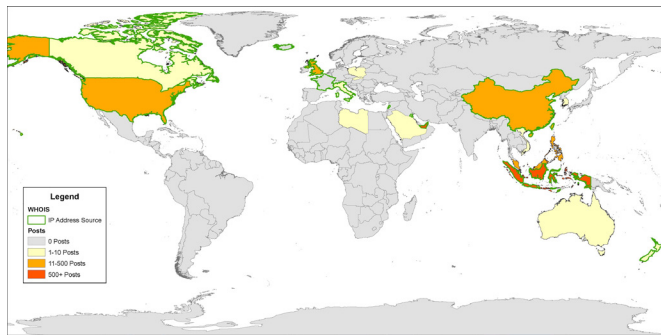 Legend
WHOIS
IP Address Source
Posts
0 Posts
1-10 Posts
11-500 Posts
500+ Posts